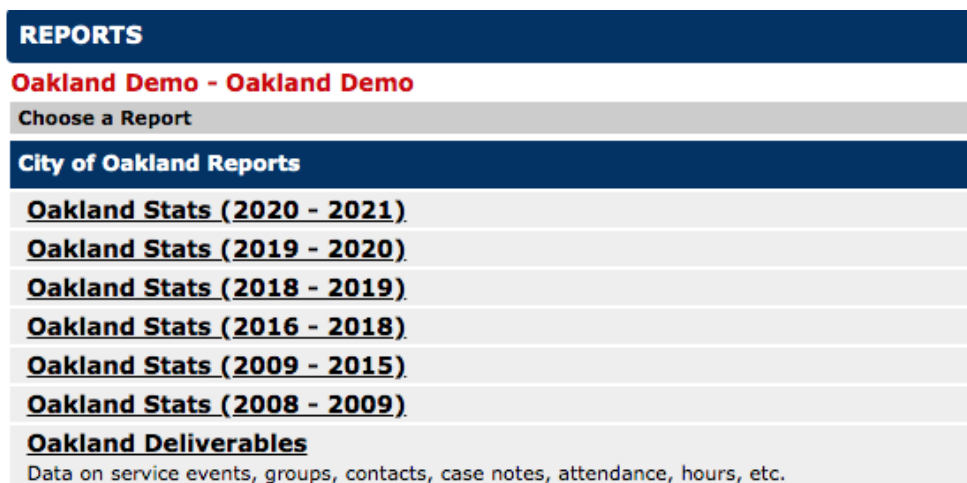 REPORTS
Oakland Demo - Oakland Demo
Choose a Report
City of Oakland Reports
Oakland Stats (2020 - 2021)
Oakland Stats (2019 - 2020)
Oakland Stats (2018 - 2019)
Oakland Stats (2016 - 2018)
Oakland Stats (2009 - 2015)
Oakland Stats (2008 - 2009)
Oakland Deliverables
Data on service events, groups, contacts, case notes, attendance, hours, etc.